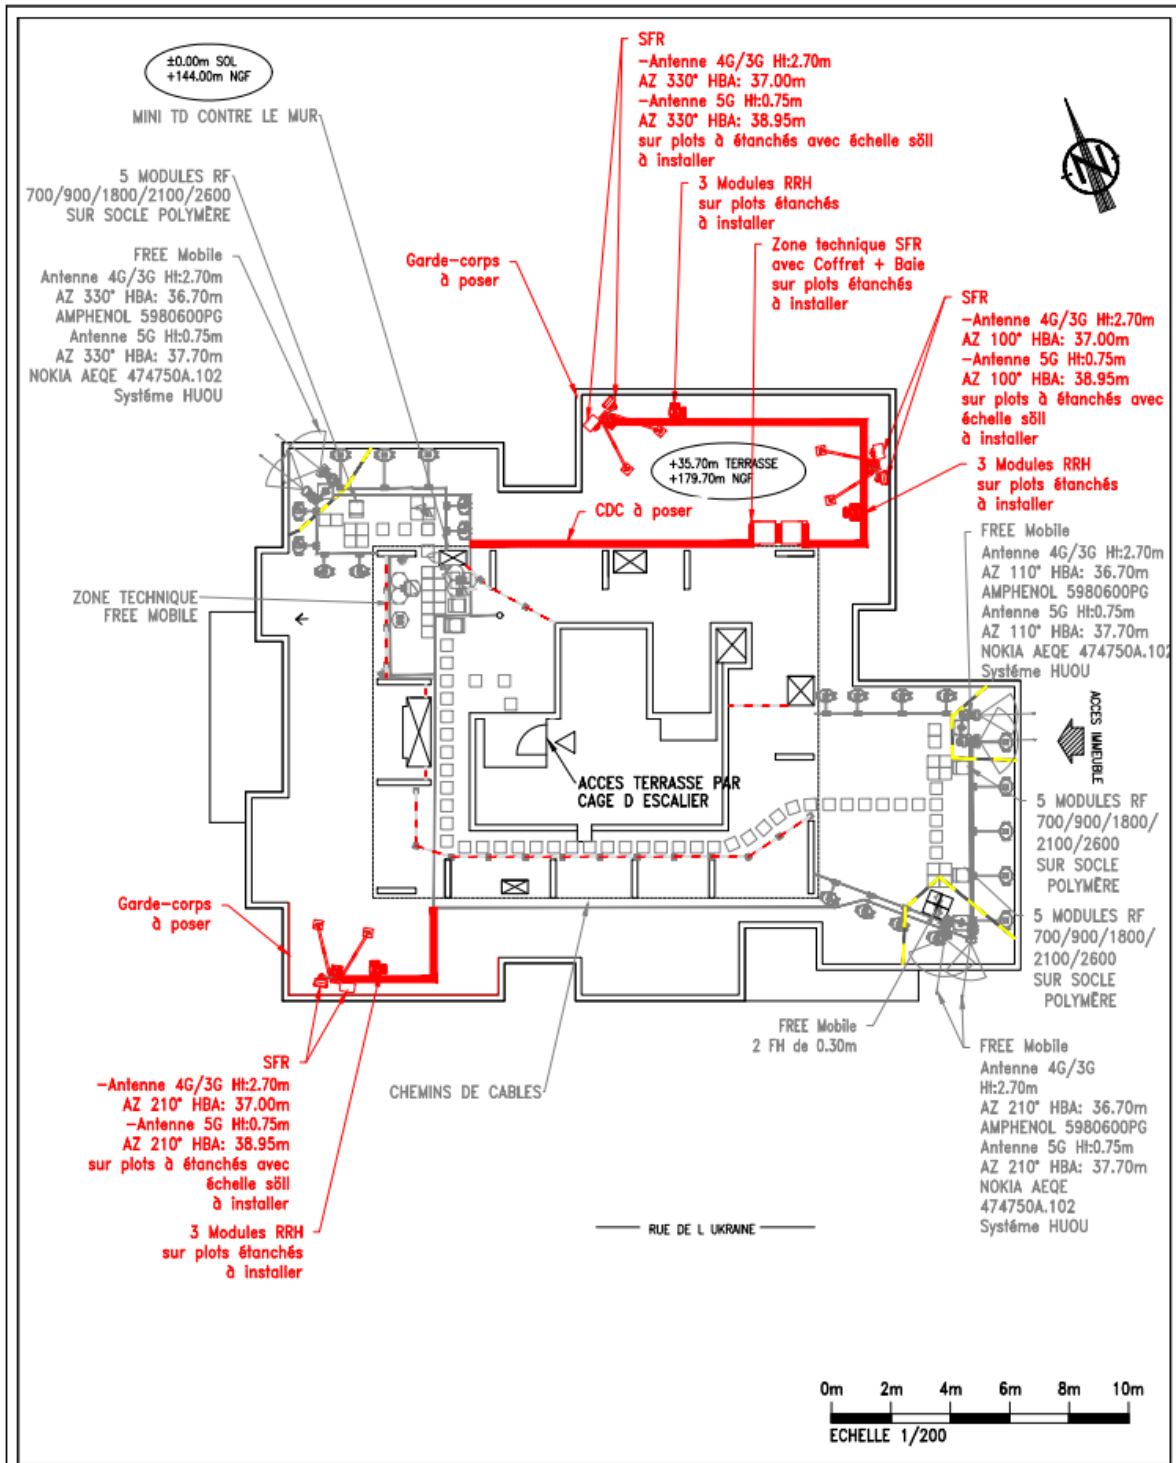 ±0.00m SOL
+144.00m NGF
MINI TD CONTRE LE MUR
5 MODULES RF
700/900/1800/2100/2600
SUR SOCLE POLYMÈRE
FREE Mobile
Antenne 4G/3G Ht:2.70m
AZ 330° HBA: 36.70m
AMPHENOL 5980600PG
Antenne 5G Ht:0.75m
AZ 330° HBA: 37.70m
NOKIA AEQE 474750A.102
Systéme HUOU
SFR
-Antenne 4G/3G Ht:2.70m
AZ 330° HBA: 37.00m
-Antenne 5G Ht:0.75m
AZ 330° HBA: 38.95m
sur plots à étanchés avec échelle söll
à installer
3 Modules RRH
sur plots étanchés
à installer
Garde-corps
à poser
Zone technique SFR
avec Coffret + Baie
sur plots étanchés
à installer
N
SFR
-Antenne 4G/3G Ht:2.70m
AZ 100° HBA: 37.00m
-Antenne 5G Ht:0.75m
AZ 100° HBA: 38.95m
sur plots à étanchés avec
échelle söll
à installer
3 Modules RRH
sur plots étanchés
à installer
+35.70m TERRASSE
+179.70m NGF
CDC à poser
FREE Mobile
Antenne 4G/3G Ht:2.70m
AZ 110° HBA: 36.70m
AMPHENOL 5980600PG
Antenne 5G Ht:0.75m
AZ 110° HBA: 37.70m
NOKIA AEQE 474750A.102
Systéme HUOU
ZONE TECHNIQUE
FREE MOBILE
ACCES IMMEUBLE
ACCES TERRASSE PAR
CAGE D ESCALIER
5 MODULES RF
700/900/1800/
2100/2600
SUR SOCLE
POLYMÈRE
5 MODULES RF
700/900/1800/
2100/2600
SUR SOCLE
POLYMÈRE
Garde-corps
à poser
FREE Mobile
2 FH de 0.30m
FREE Mobile
Antenne 4G/3G
Ht:2.70m
AZ 210° HBA: 36.70m
AMPHENOL 5980600PG
Antenne 5G Ht:0.75m
AZ 210° HBA: 37.70m
NOKIA AEQE
474750A.102
Systéme HUOU
SFR
-Antenne 4G/3G Ht:2.70m
AZ 210° HBA: 37.00m
-Antenne 5G Ht:0.75m
AZ 210° HBA: 38.95m
sur plots à étanchés avec
échelle söll
à installer
3 Modules RRH
sur plots étanchés
à installer
CHEMINS DE CABLES
RUE DE L UKRAINE
0m 2m 4m 6m 8m 10m
ECHELLE 1/200